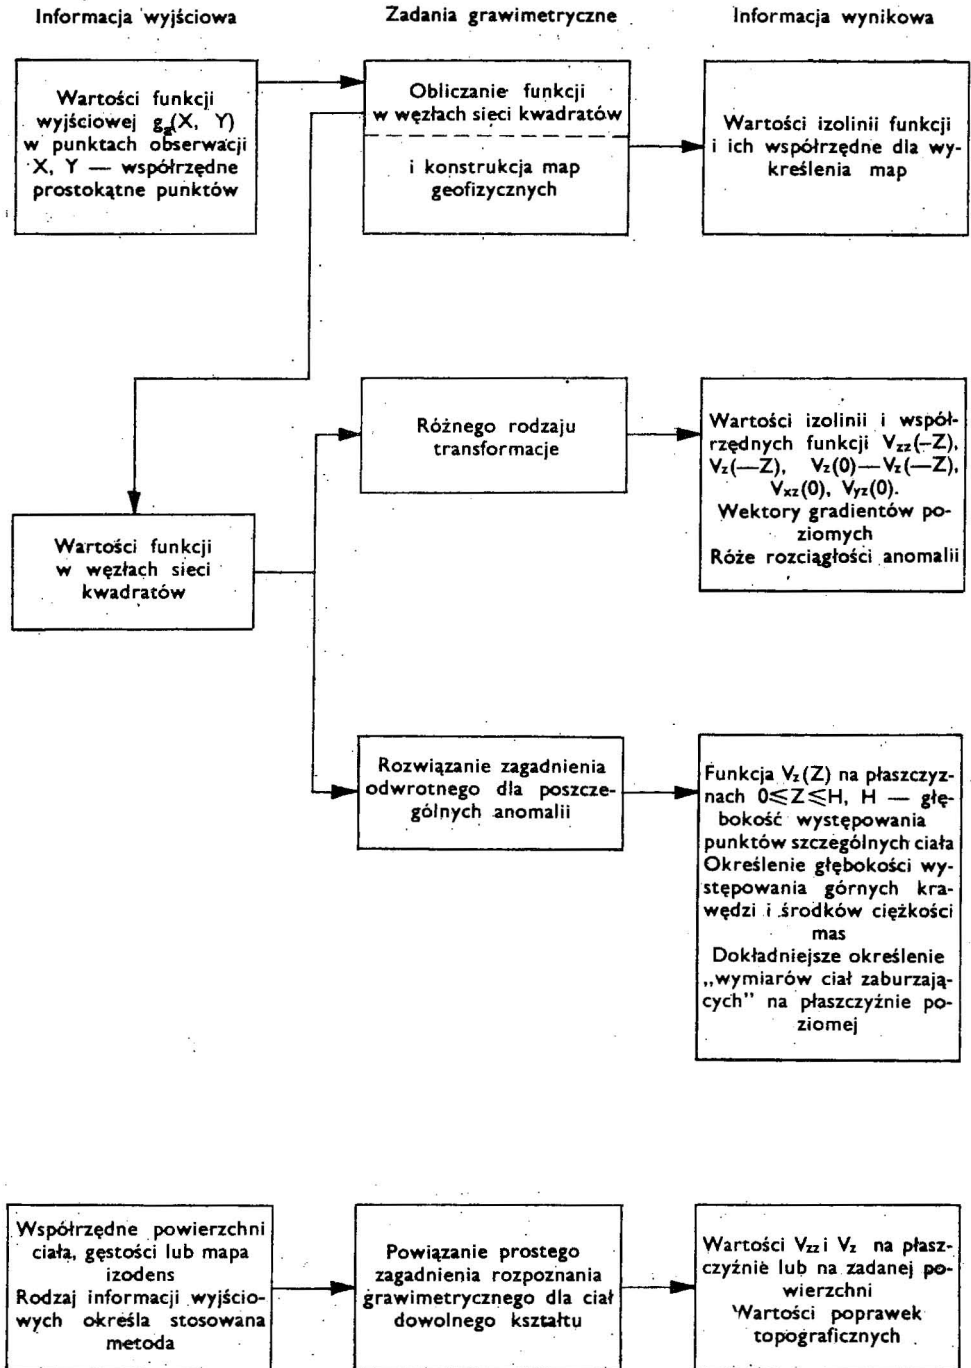 Informacja wyjściowa
Zadania grawimetryczne
Informacja wynikowa
Wartości funkcji
wyjściowej g₂(X, Y)
w punktach obserwacji
X, Y — współrzędne
prostokątne punktów
Obliczanie funkcji
w węzłach sieci kwadratów
i konstrukcja map
geofizycznych
Wartości izolinii funkcji
i ich współrzędne dla wy-
kreślenia map
Wartości funkcji
w węzłach sieci
kwadratów
Różnego rodzaju
transformacje
Wartości izolinii i współ-
rzędnych funkcji Vzz(—Z),
Vz(—Z), Vz(0)—Vz(—Z),
Vxz(0), Vyz(0).
Wektory gradientów po-
ziomych
Róże rozciągłości anomalii
Rozwiązanie zagadnienia
odwrotnego dla poszcze-
gólnych anomalii
Funkcja Vz(Z) na płaszczyz-
nach 0⩽Z⩽H, H — głę-
bokość występowania
punktów szczególnych ciała
Określenie głębokości wy-
stępowania górnych kra-
wędzi i środków ciężkości
mas
Dokładniejsze określenie
„wymiarów ciał zaburzają-
cych" na płaszczyźnie po-
ziomej
Współrzędne powierzchni
ciała, gęstości lub mapa
izodens
Rodzaj informacji wyjścio-
wych określa stosowana
metoda
Powiązanie prostego
zagadnienia rozpoznania
grawimetrycznego dla ciał
dowolnego kształtu
Wartości Vzz i Vz na płasz-
czyźnie lub na zadanej po-
wierzchni
Wartości poprawek
topograficznych